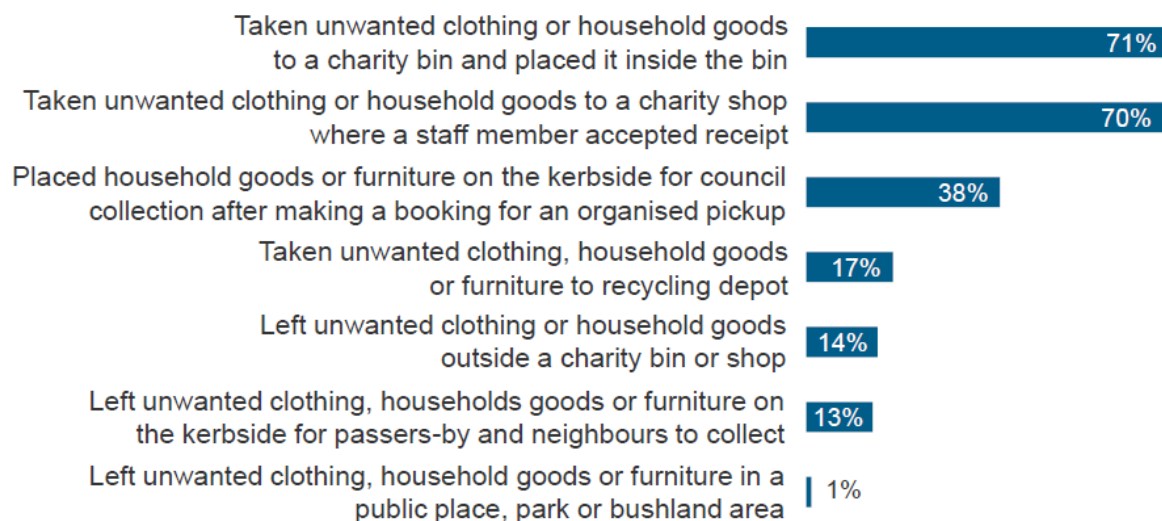 Taken unwanted clothing or household goods
to a charity bin and placed it inside the bin
71%
Taken unwanted clothing or household goods to a charity shop
where a staff member accepted receipt
70%
Placed household goods or furniture on the kerbside for council
collection after making a booking for an organised pickup
38%
Taken unwanted clothing, household goods
or furniture to recycling depot
17%
Left unwanted clothing or household goods
outside a charity bin or shop
14%
Left unwanted clothing, households goods or furniture on
the kerbside for passers-by and neighbours to collect
13%
Left unwanted clothing, household goods or furniture in a
public place, park or bushland area
1%